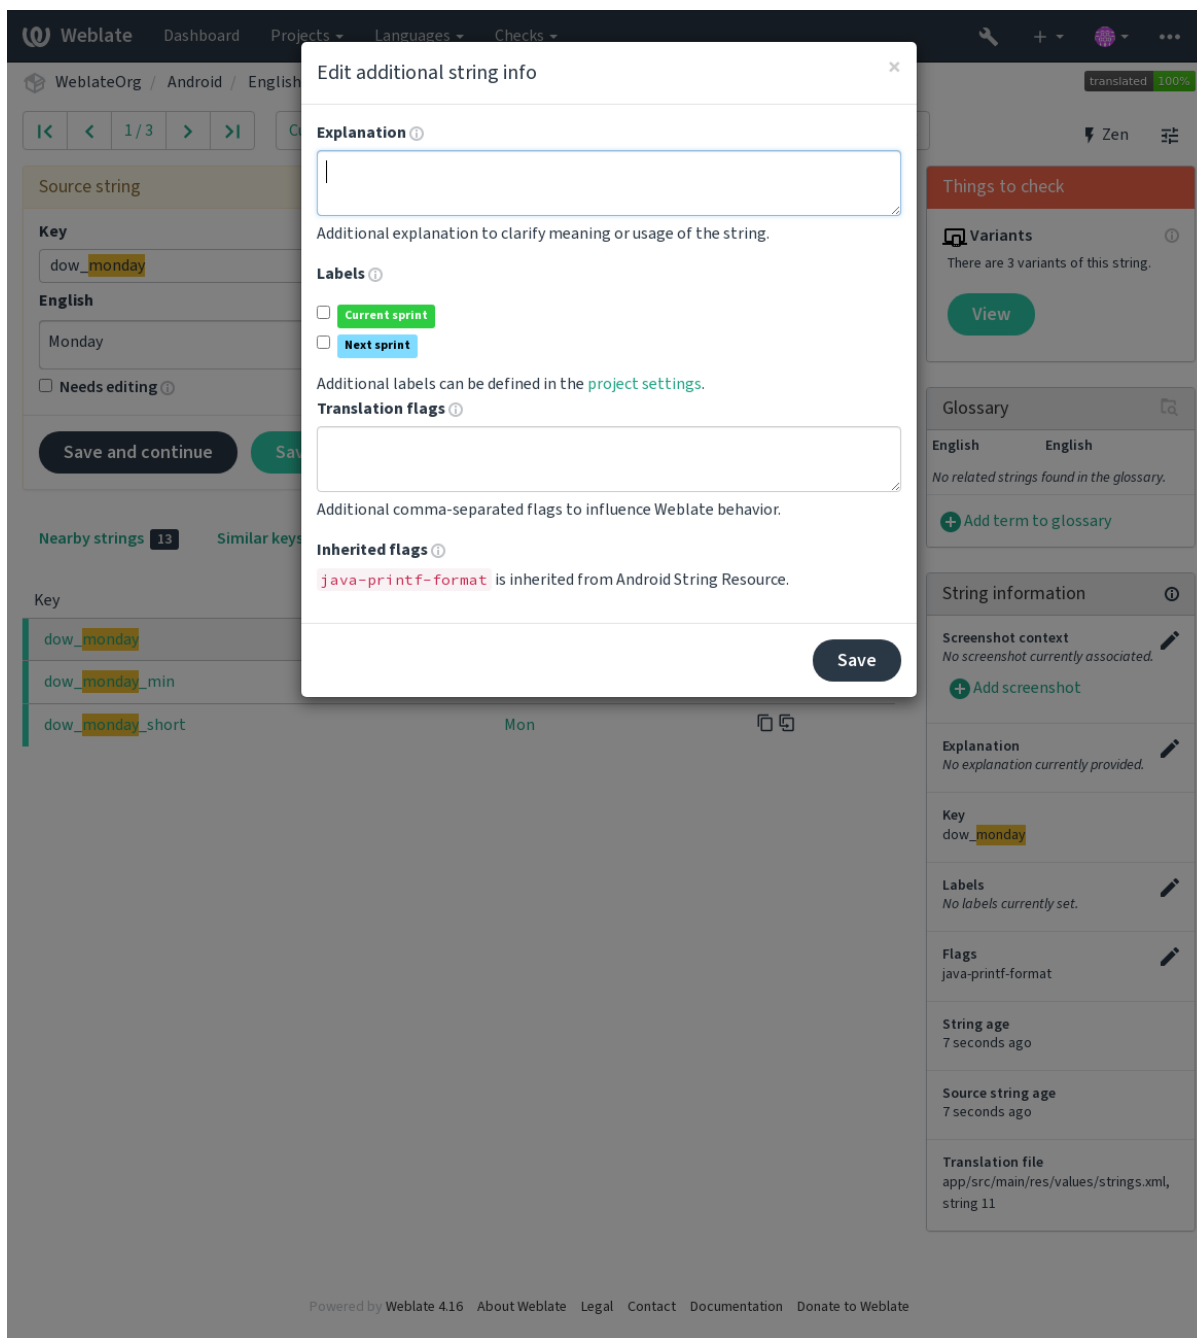 Weblate Dashboard Projects Languages Checks
WeblateOrg / Android / English
translated 100%
1 / 3
Zen
Edit additional string info
×
Explanation
Additional explanation to clarify meaning or usage of the string.
Labels
Current sprint
Next sprint
Additional labels can be defined in the project settings.
Translation flags
Additional comma-separated flags to influence Weblate behavior.
Inherited flags
java-printf-format is inherited from Android String Resource.
Save
Source string
Key
dow_monday
English
Monday
Needs editing
Save and continue
Nearby strings 13 Similar keys
Key
dow_monday
dow_monday_min
dow_monday_short Mon
Things to check
Variants
There are 3 variants of this string.
View
Glossary
English English
No related strings found in the glossary.
Add term to glossary
String information
Screenshot context
No screenshot currently associated.
Add screenshot
Explanation
No explanation currently provided.
Key
dow_monday
Labels
No labels currently set.
Flags
java-printf-format
String age
7 seconds ago
Source string age
7 seconds ago
Translation file
app/src/main/res/values/strings.xml,
string 11
Powered by Weblate 4.16 About Weblate Legal Contact Documentation Donate to Weblate